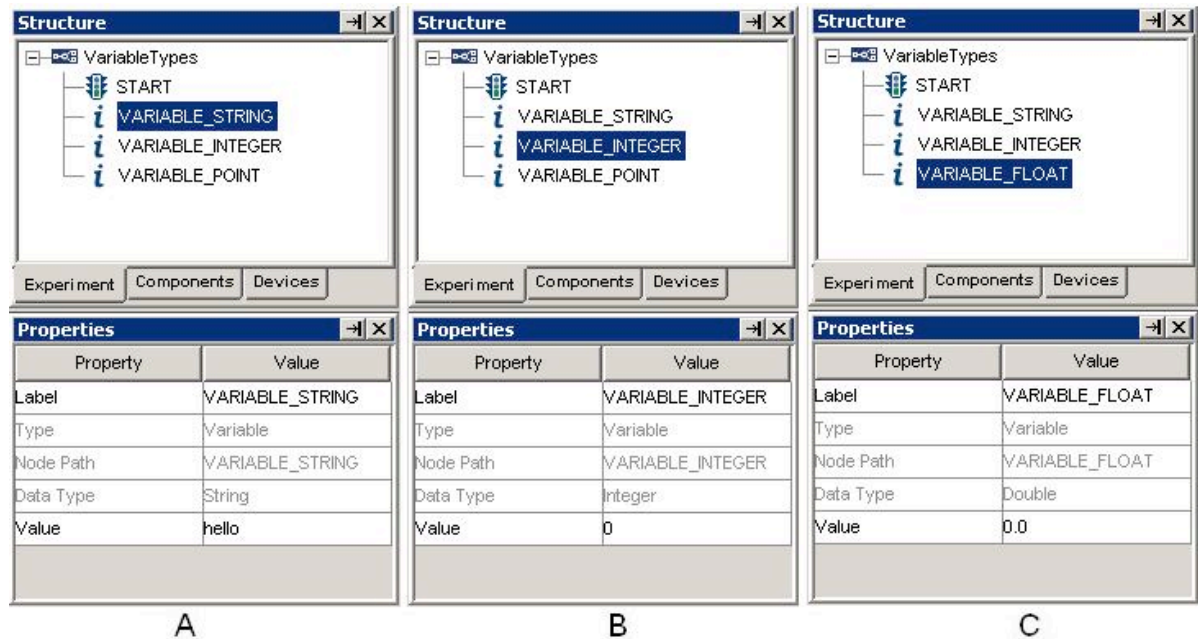 Structure
VariableTypes
START
VARIABLE_STRING
VARIABLE_INTEGER
VARIABLE_POINT
Experiment Components Devices
Properties
Property Value
Label VARIABLE_STRING
Type Variable
Node Path VARIABLE_STRING
Data Type String
Value hello
A
Structure
VariableTypes
START
VARIABLE_STRING
VARIABLE_INTEGER
VARIABLE_POINT
Experiment Components Devices
Properties
Property Value
Label VARIABLE_INTEGER
Type Variable
Node Path VARIABLE_INTEGER
Data Type Integer
Value 0
B
Structure
VariableTypes
START
VARIABLE_STRING
VARIABLE_INTEGER
VARIABLE_FLOAT
Experiment Components Devices
Properties
Property Value
Label VARIABLE_FLOAT
Type Variable
Node Path VARIABLE_FLOAT
Data Type Double
Value 0.0
C